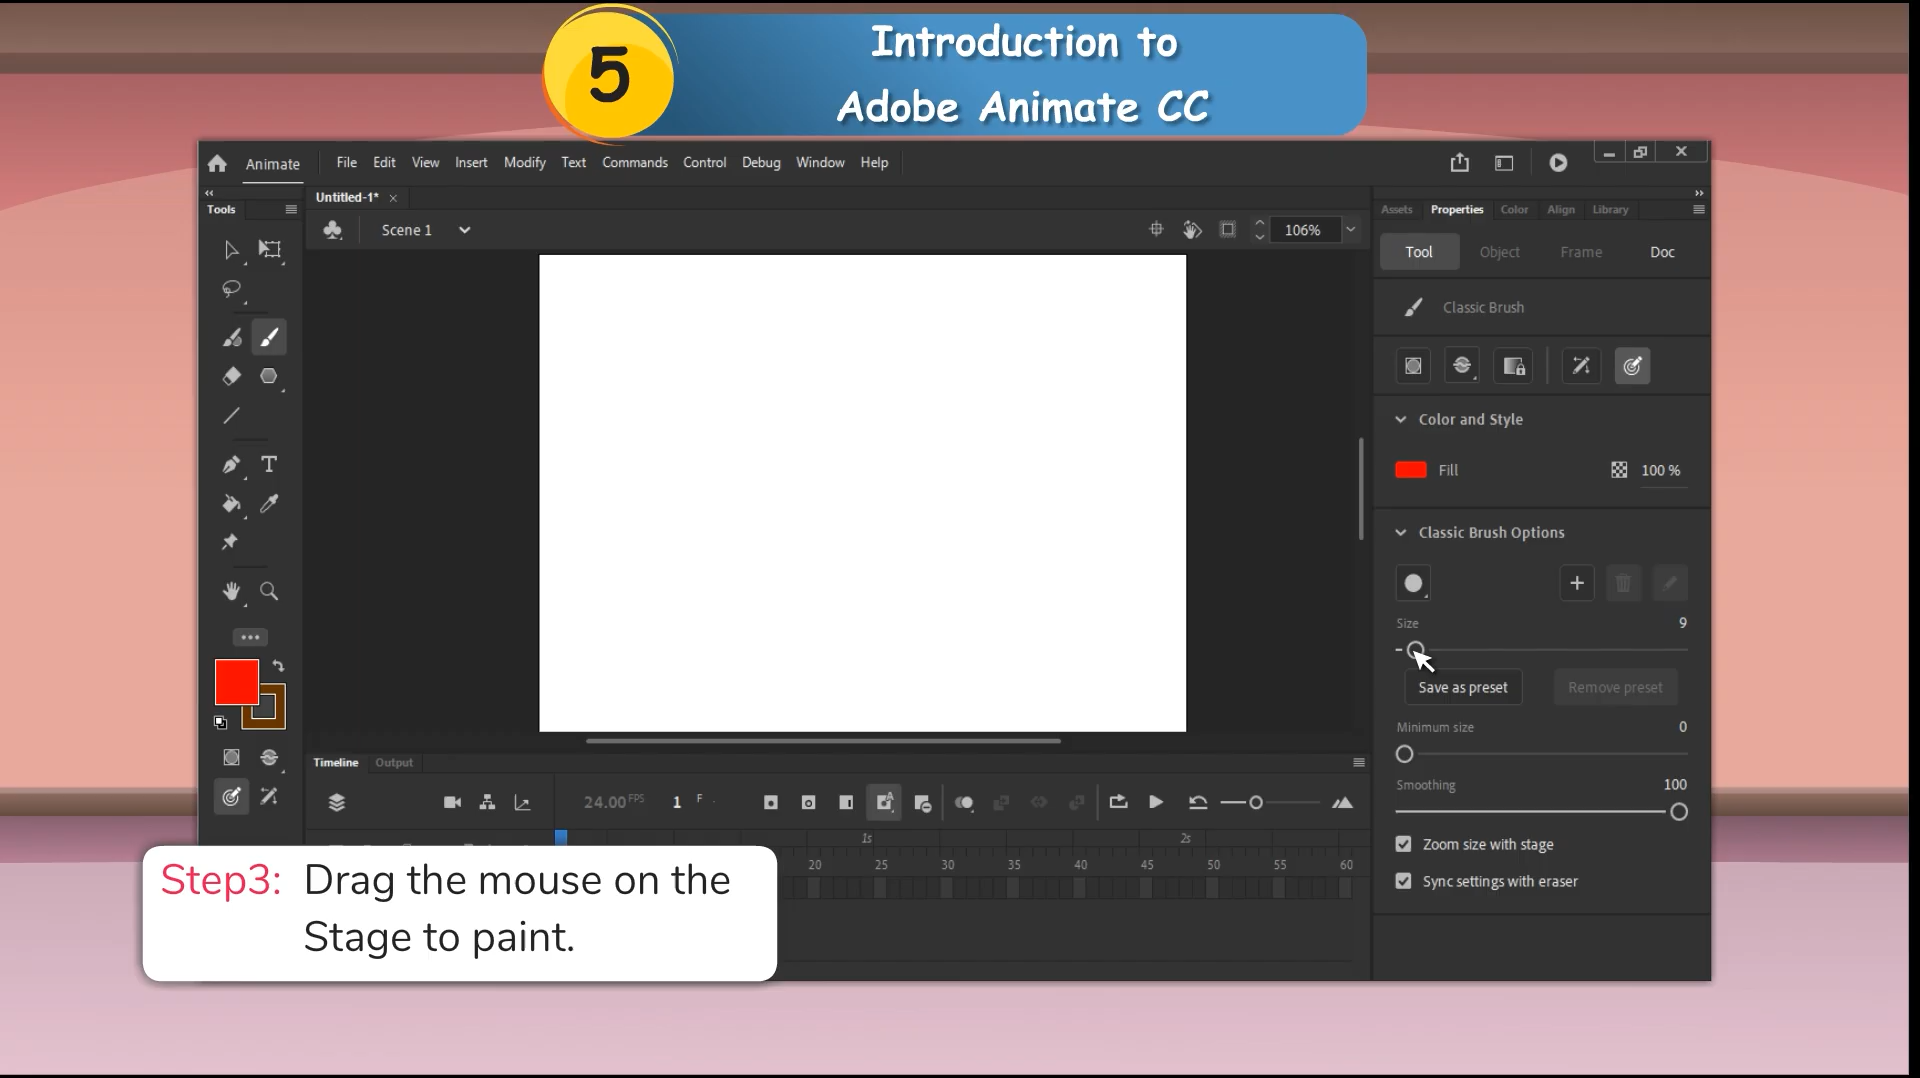 5
Introduction to
Adobe Animate CC
Animate File Edit View Insert Modify Text Commands Control Debug Window Help
Tools
Untitled-1*
Scene 1
106%
Assets Properties Color Align Library
Tool Object Frame Doc
Classic Brush
Color and Style
Fill 100 %
Classic Brush Options
Size 9
Save as preset Remove preset
Minimum size 0
Smoothing 100
Zoom size with stage
Sync settings with eraser
Timeline Output
24.00 FPS 1 F
1s 2s
20 25 30 35 40 45 50 55 60
Step3: Drag the mouse on the
Stage to paint.